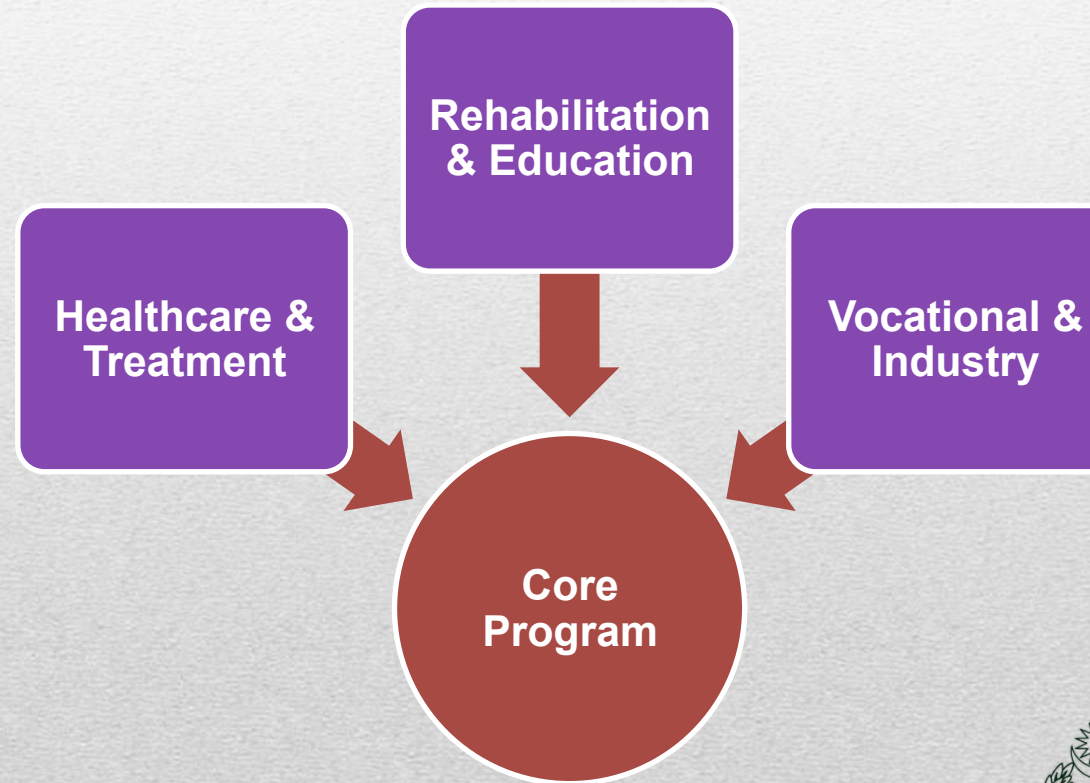 Rehabilitation
& Education
Healthcare &
Treatment
Vocational &
Industry
Core
Program